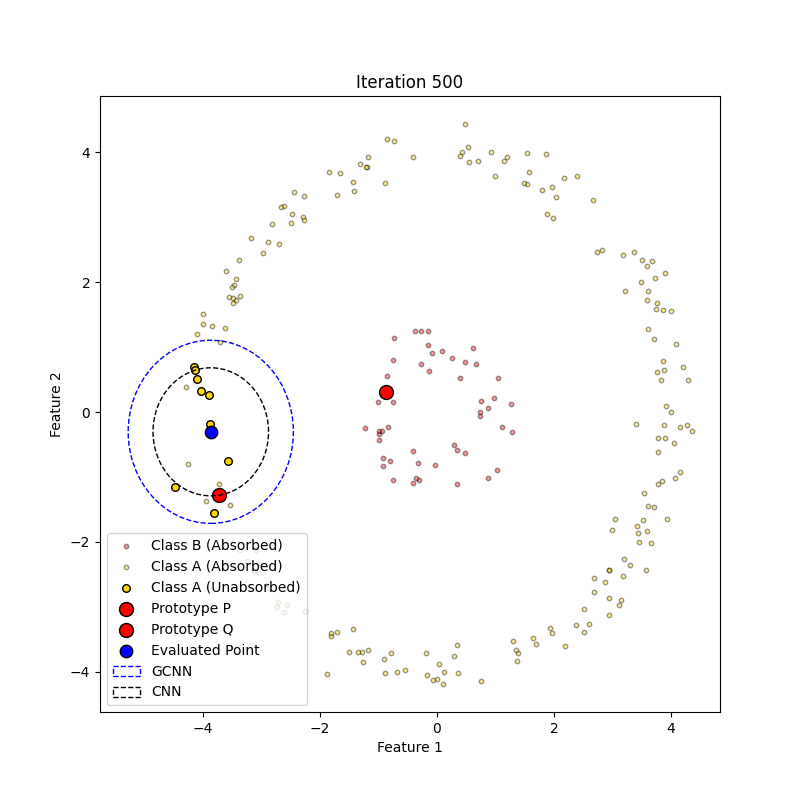 Iteration 500
Feature 2
4
2
0
−2
−4
Class B (Absorbed)
Class A (Absorbed)
Class A (Unabsorbed)
Prototype P
Prototype Q
Evaluated Point
GCNN
CNN
−4 −2 0 2 4
Feature 1